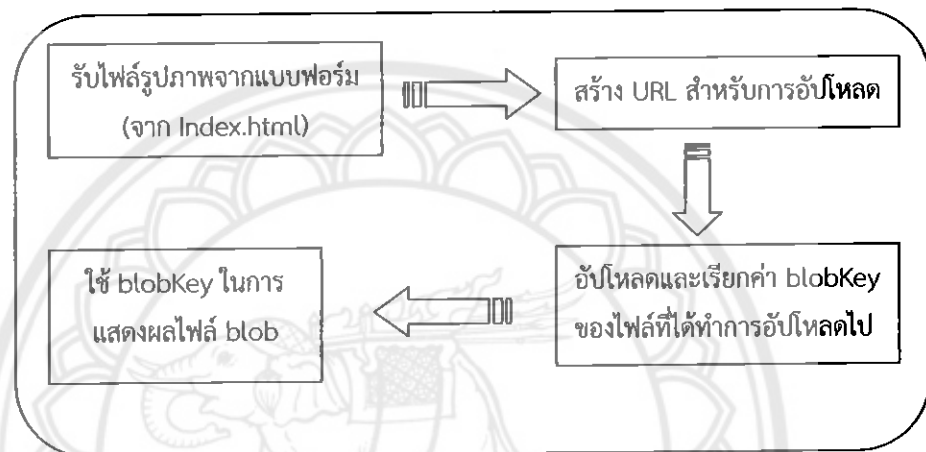 รับไฟล์รูปภาพจากแบบฟอร์ม
(จาก Index.html)
สร้าง URL สำหรับการอัปโหลด
อัปโหลดและเรียกค่า blobKey
ของไฟล์ที่ได้ทำการอัปโหลดไป
ใช้ blobKey ในการ
แสดงผลไฟล์ blob